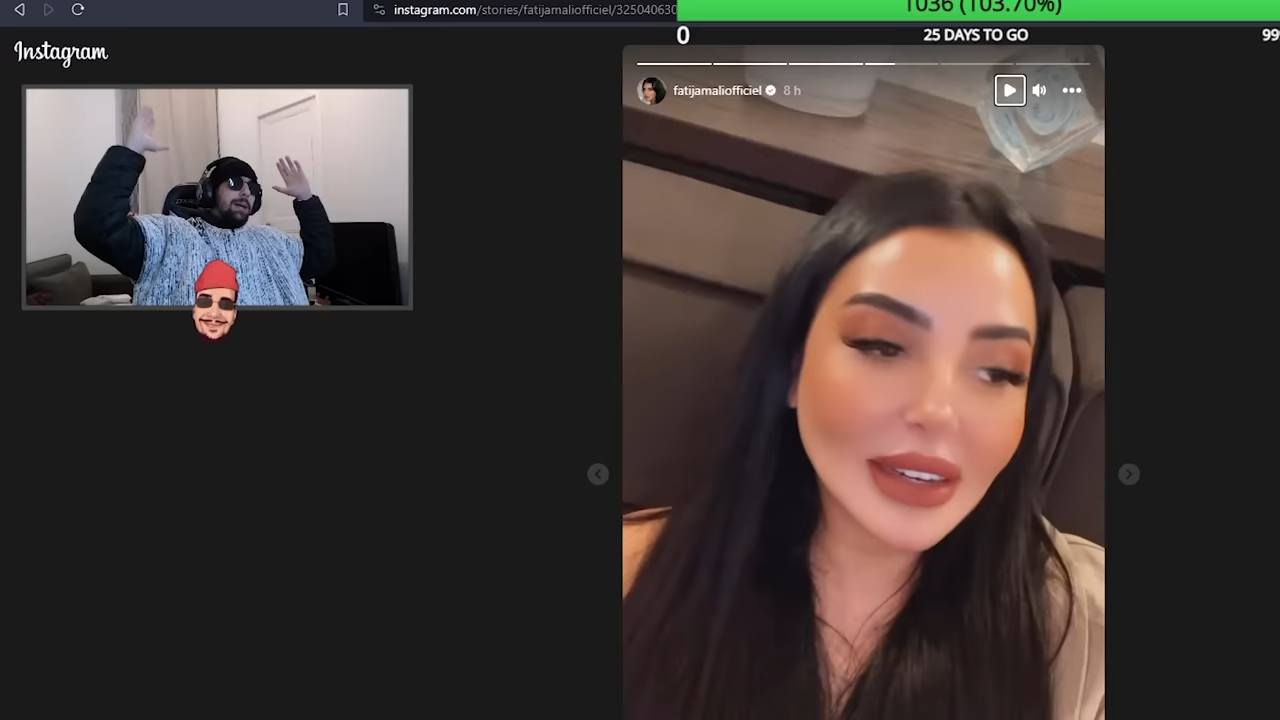 instagram.com/stories/fatijamaliofficiel/325040630
1036 (103.70%)
0
25 DAYS TO GO
99
Instagram
fatijamaliofficiel 8 h